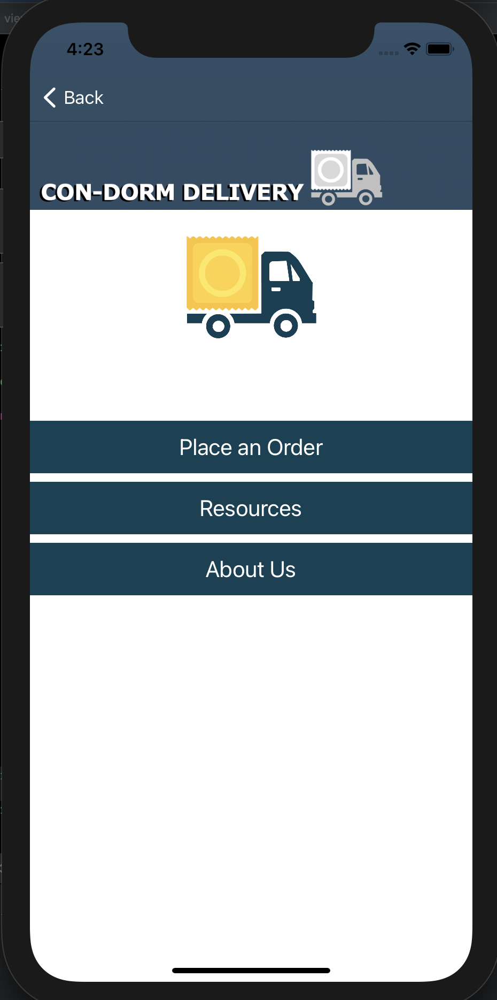 4:23
Back
CON-DORM DELIVERY
Place an Order
Resources
About Us